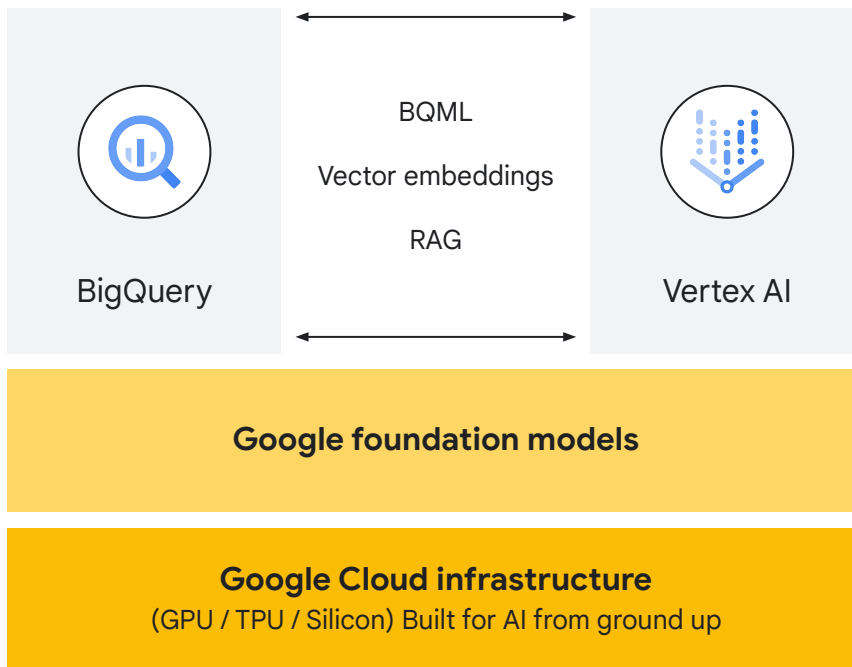 BQML
Vector embeddings
RAG
BigQuery
Vertex AI
Google foundation models
Google Cloud infrastructure
(GPU / TPU / Silicon) Built for AI from ground up